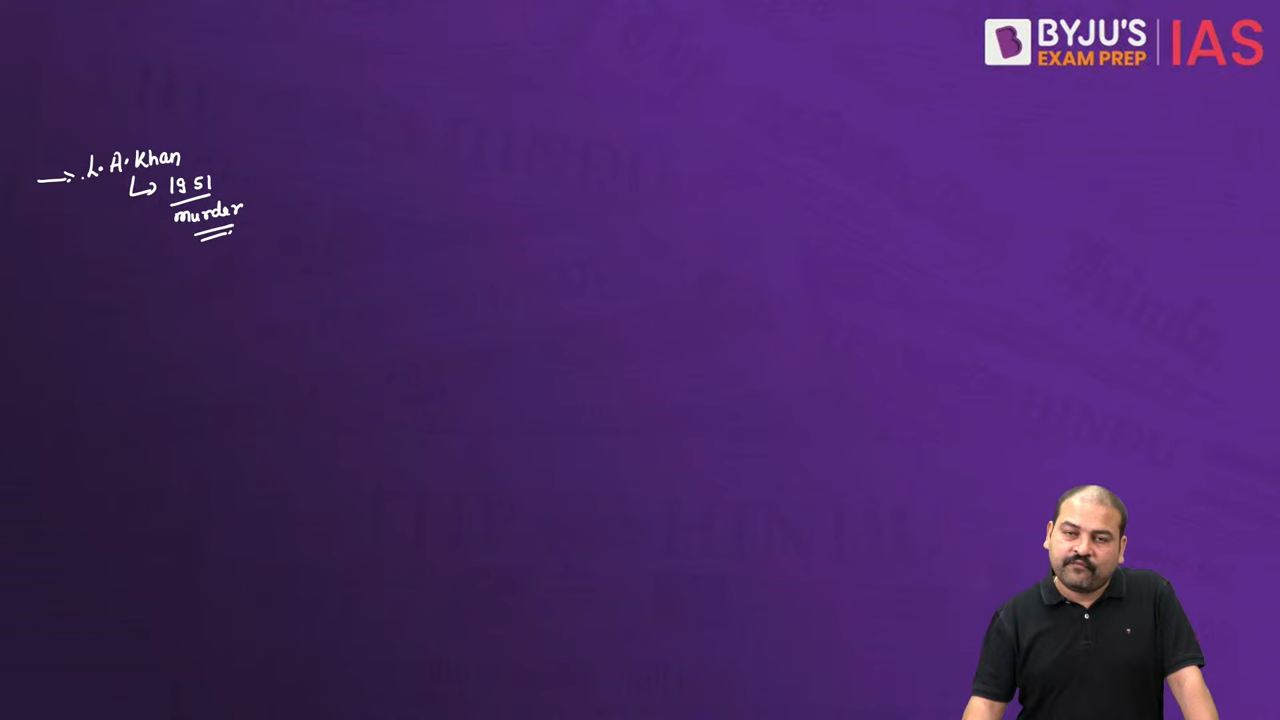 BYJU'S
EXAM PREP
IAS
L. A. Khan
1951
murder